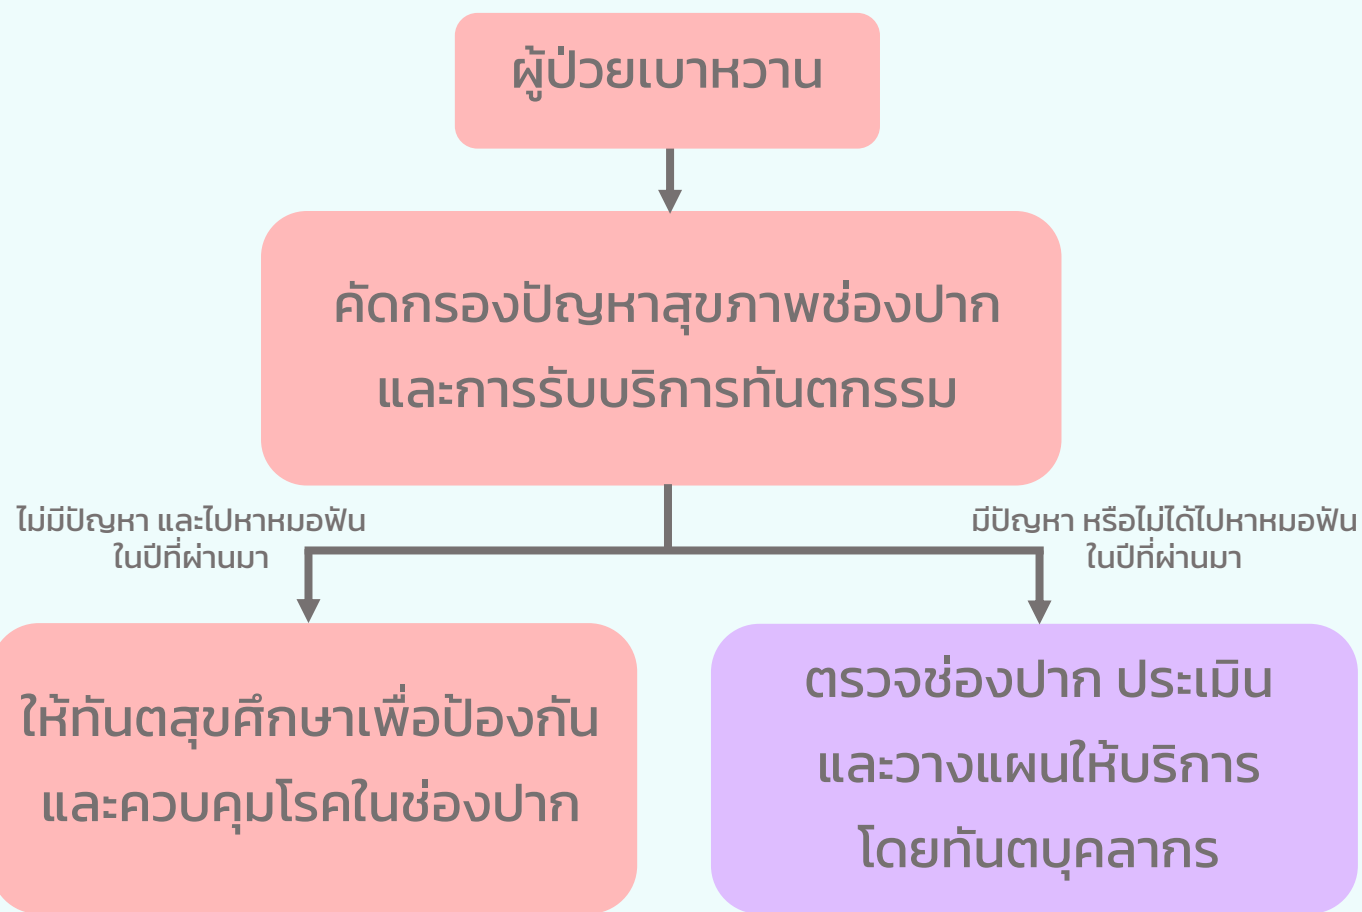 ผู้ป่วยเบาหวาน
คัดกรองปัญหาสุขภาพช่องปาก
และการรับบริการทันตกรรม
ไม่มีปัญหา และไปหาหมอฟัน
ในปีที่ผ่านมา
มีปัญหา หรือไม่ได้ไปหาหมอฟัน
ในปีที่ผ่านมา
ให้ทันตสุขศึกษาเพื่อป้องกัน
และควบคุมโรคในช่องปาก
ตรวจช่องปาก ประเมิน
และวางแผนให้บริการ
โดยทันตบุคลากร